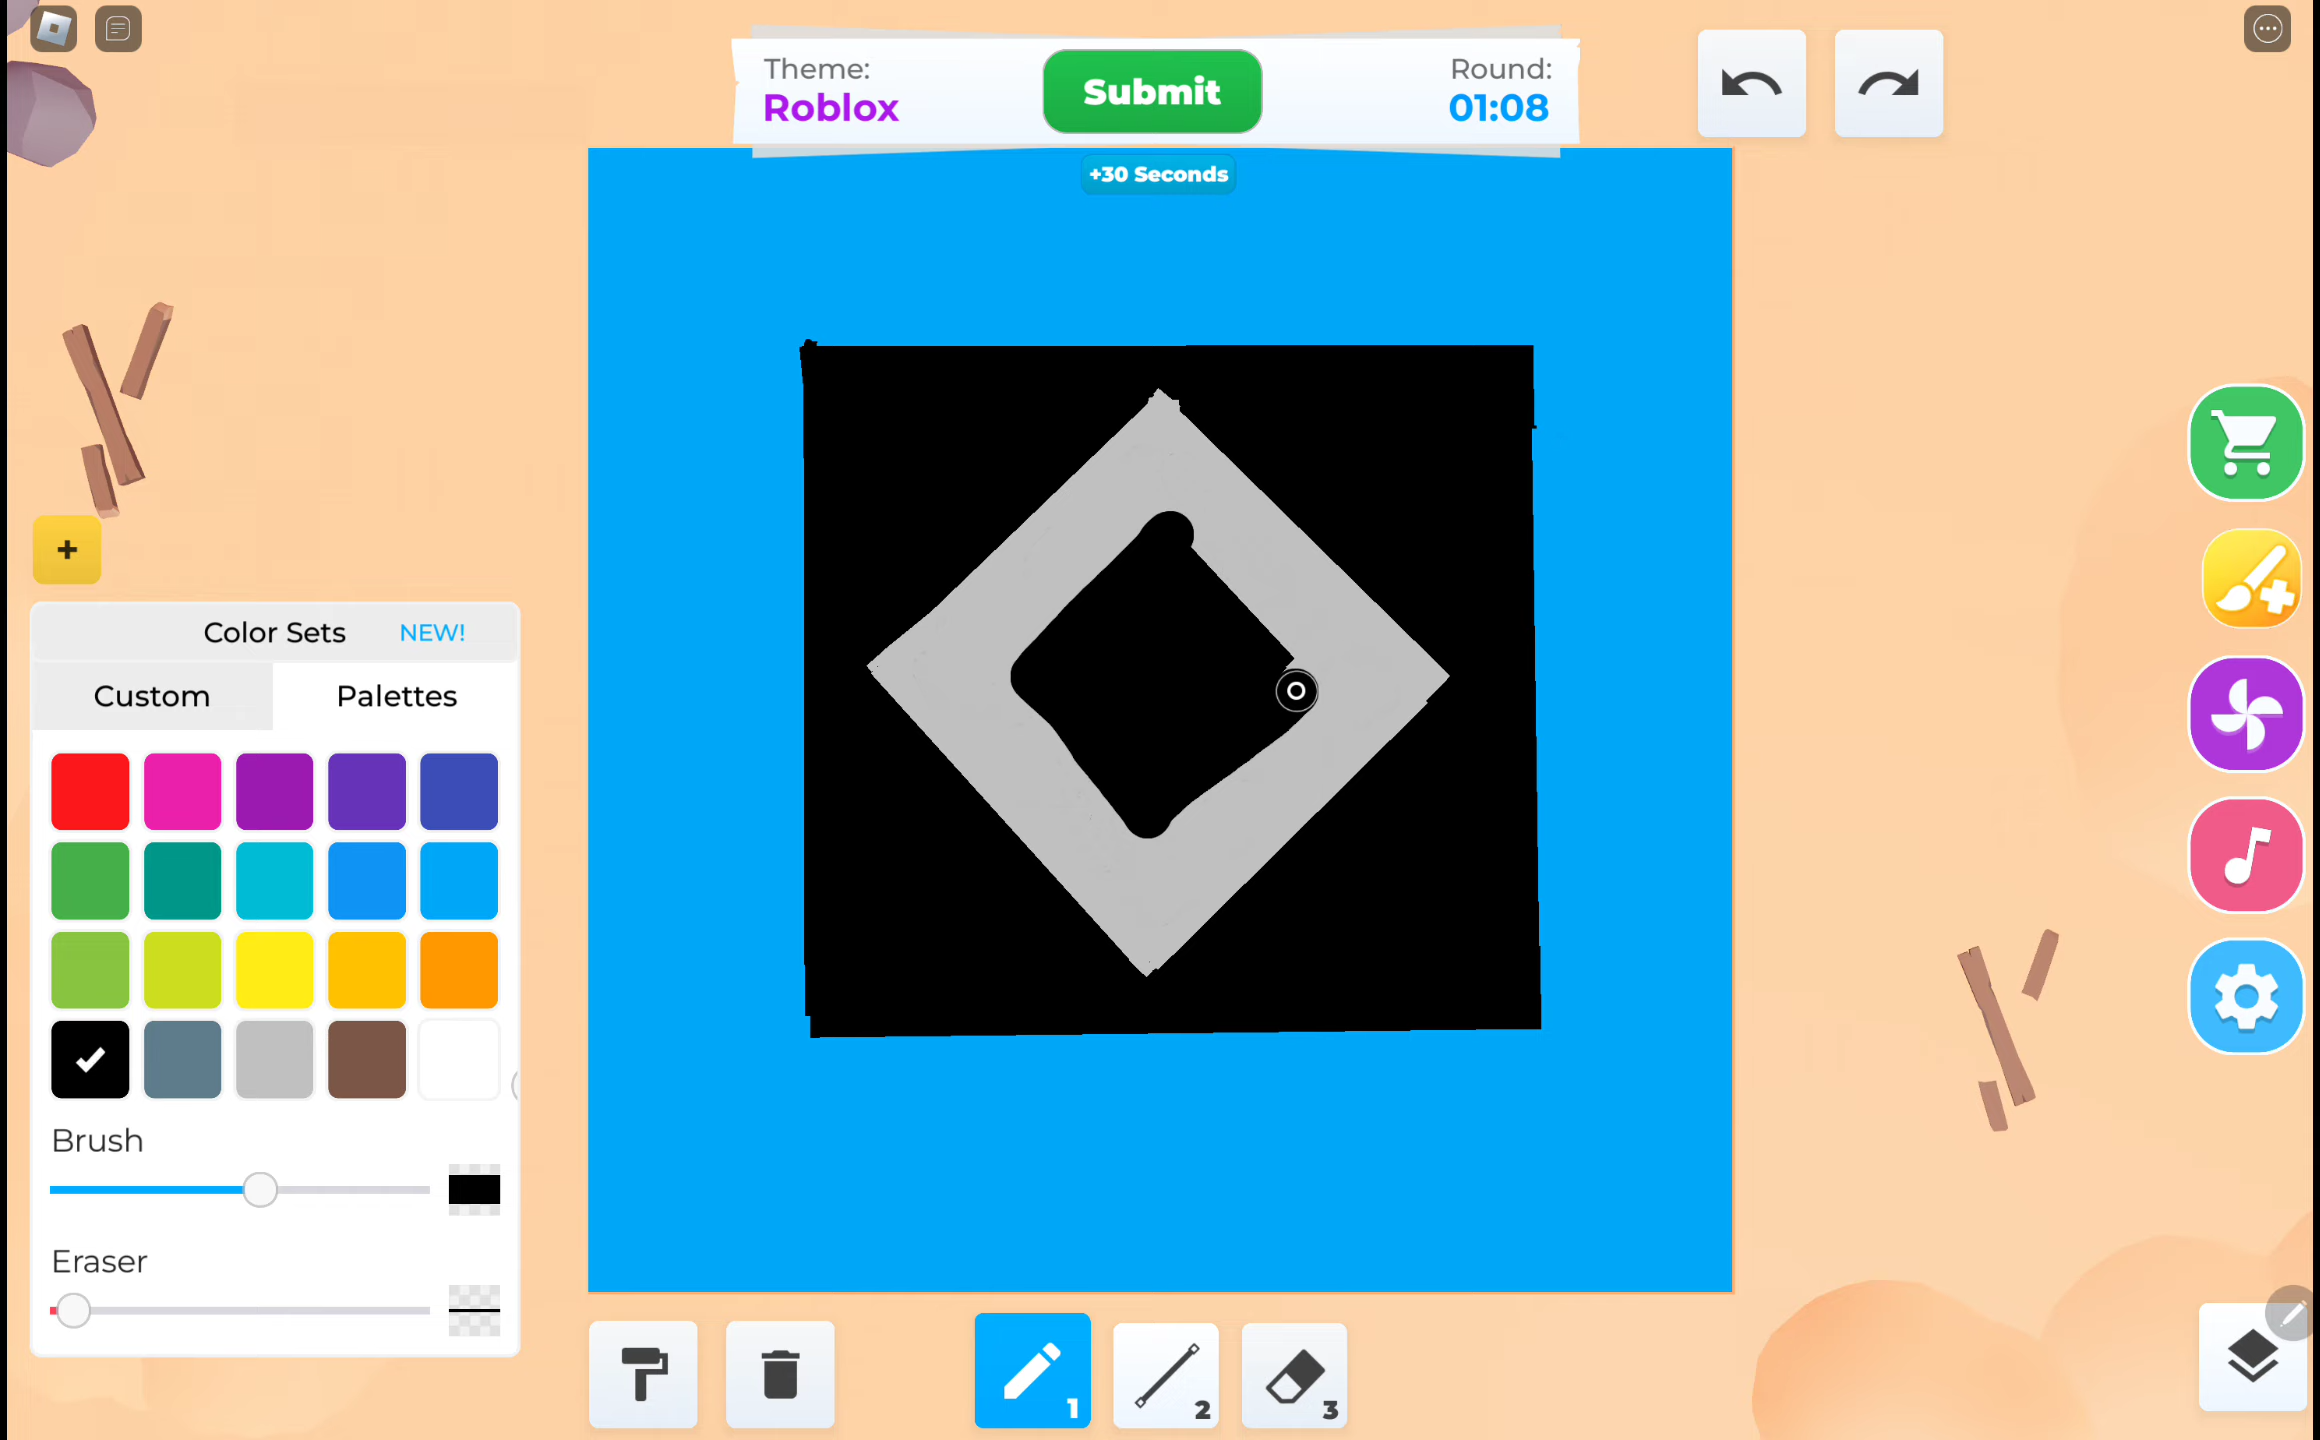 Theme:
Roblox
Submit
Round:
01:08
+30 Seconds
+
Color Sets NEW!
Custom
Palettes
Brush
Eraser
1
2
3